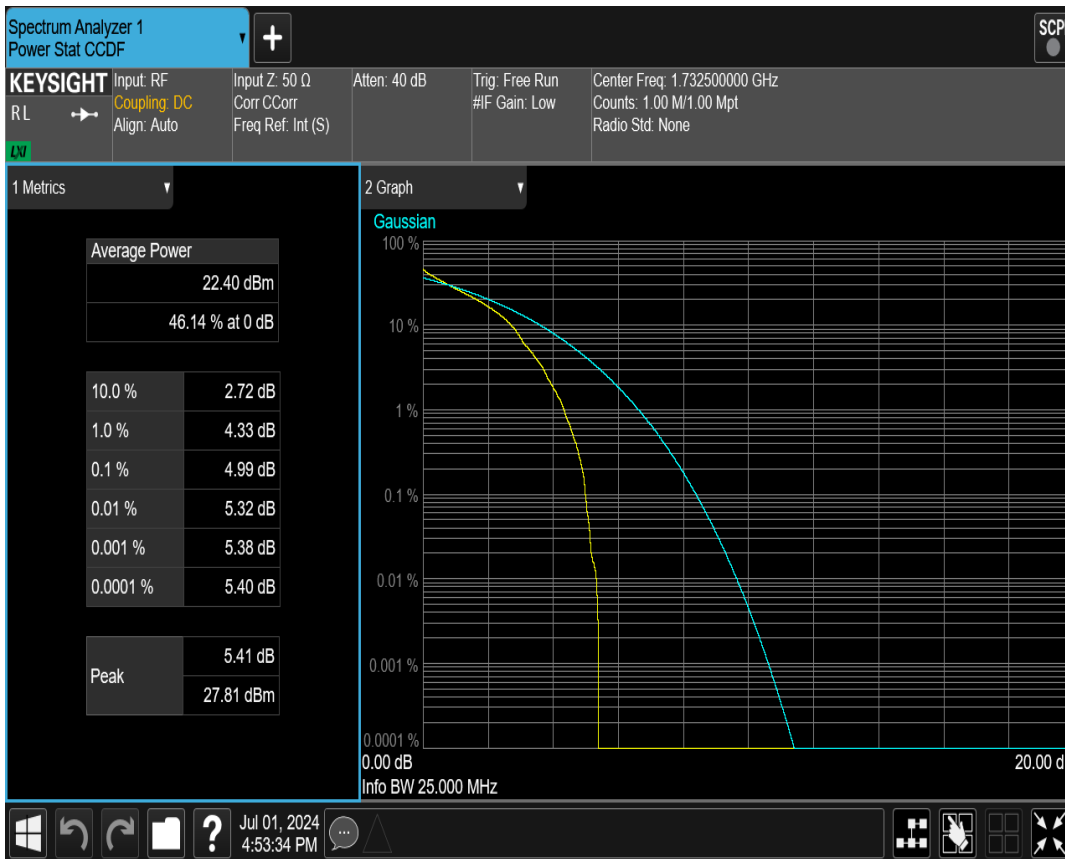 Spectrum Analyzer 1
Power Stat CCDF
+
SCP
KEYSIGHT
RL
LXI
Input: RF
Coupling: DC
Align: Auto
Input Z: 50 Ω
Corr CCorr
Freq Ref: Int (S)
Atten: 40 dB
Trig: Free Run
#IF Gain: Low
Center Freq: 1.732500000 GHz
Counts: 1.00 M/1.00 Mpt
Radio Std: None
1 Metrics
Average Power
22.40 dBm
46.14 % at 0 dB
10.0 % 2.72 dB
1.0 % 4.33 dB
0.1 % 4.99 dB
0.01 % 5.32 dB
0.001 % 5.38 dB
0.0001 % 5.40 dB
Peak
5.41 dB
27.81 dBm
2 Graph
Gaussian
100 %
10 %
1 %
0.1 %
0.01 %
0.001 %
0.0001 %
0.00 dB 20.00 d
Info BW 25.000 MHz
?
Jul 01, 2024
4:53:34 PM